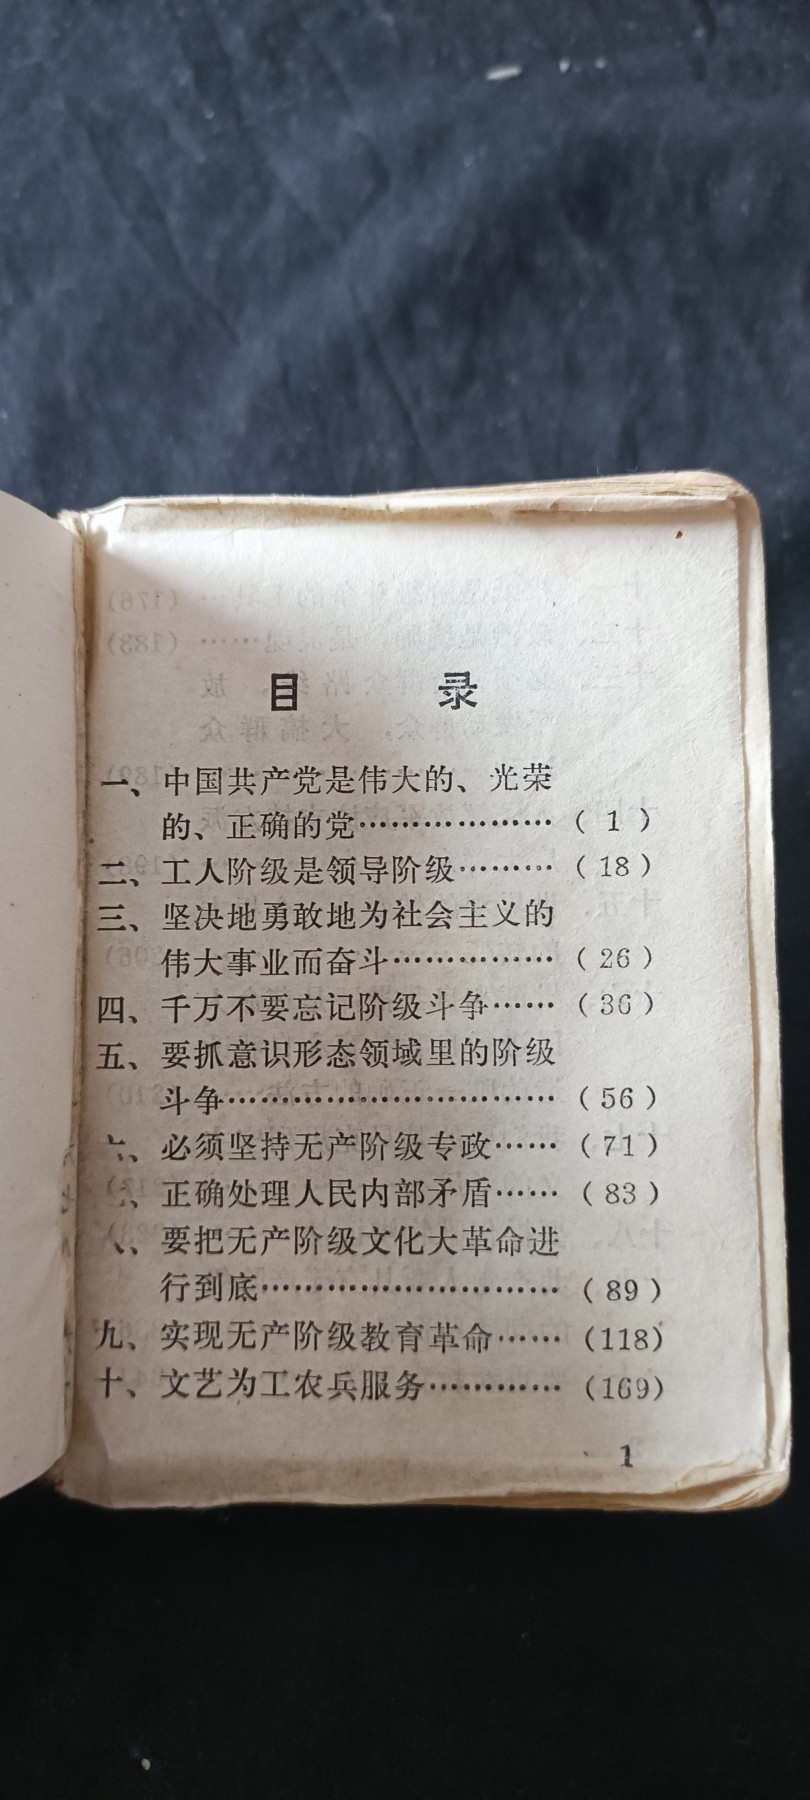 目 录
一、中国共产党是伟大的、光荣
的、正确的党………………( 1 )
二、工人阶级是领导阶级………( 18 )
三、坚决地勇敢地为社会主义的
伟大事业而奋斗……………( 26 )
四、千万不要忘记阶级斗争……( 36 )
五、要抓意识形态领域里的阶级
斗争…………………………( 56 )
六、必须坚持无产阶级专政……( 71 )
、正确处理人民内部矛盾……( 83 )
、要把无产阶级文化大革命进
行到底………………………( 89 )
九、实现无产阶级教育革命……(118)
十、文艺为工农兵服务…………(169)
1